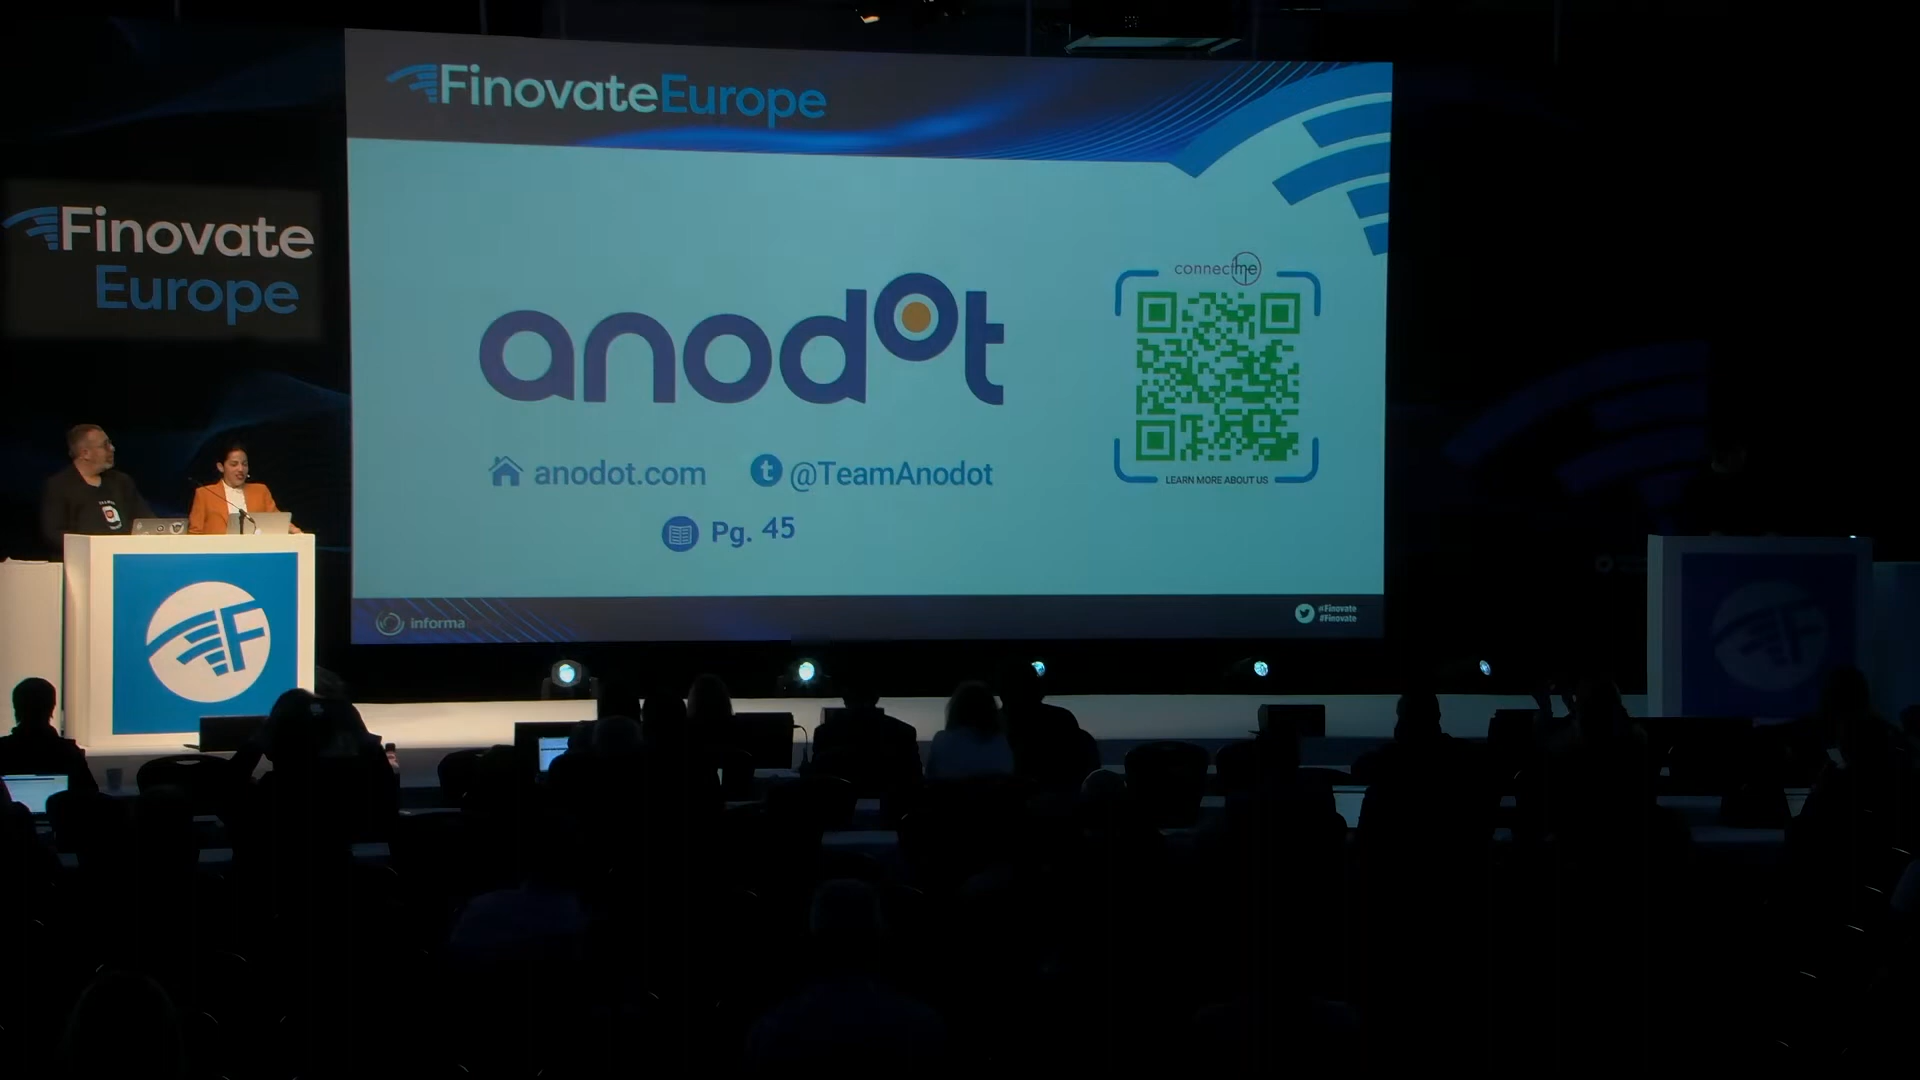 FinovateEurope
Finovate
Europe
connectme
anodot
LEARN MORE ABOUT US
anodot.com
@TeamAnodot
Pg. 45
informa
#Finovate
F